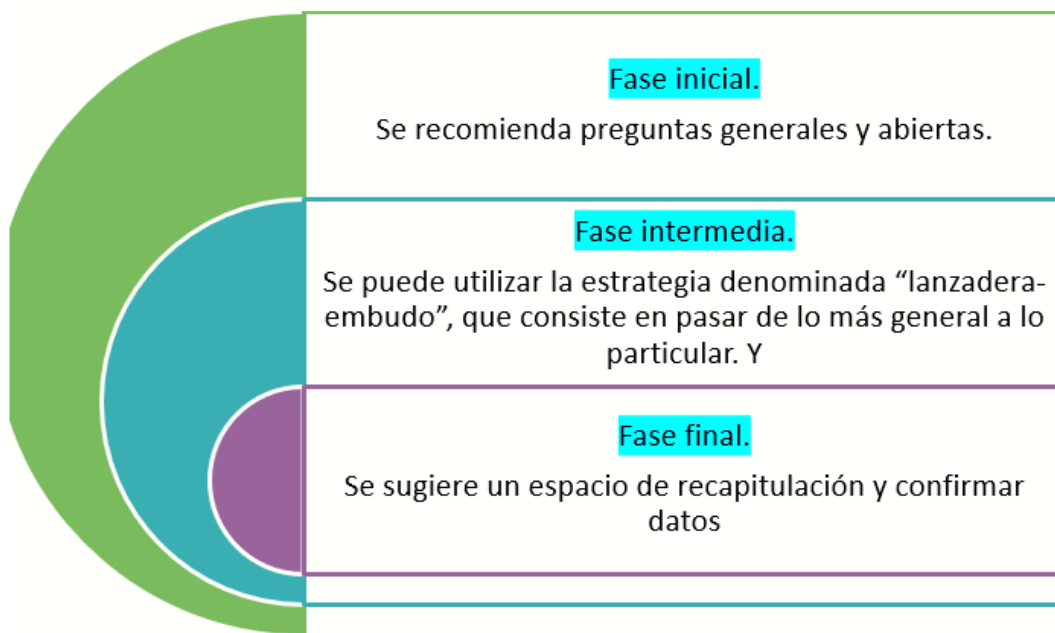 Fase inicial.
Se recomienda preguntas generales y abiertas.
Fase intermedia.
Se puede utilizar la estrategia denominada “lanzadera-
embudo”, que consiste en pasar de lo más general a lo
particular. Y
Fase final.
Se sugiere un espacio de recapitulación y confirmar
datos